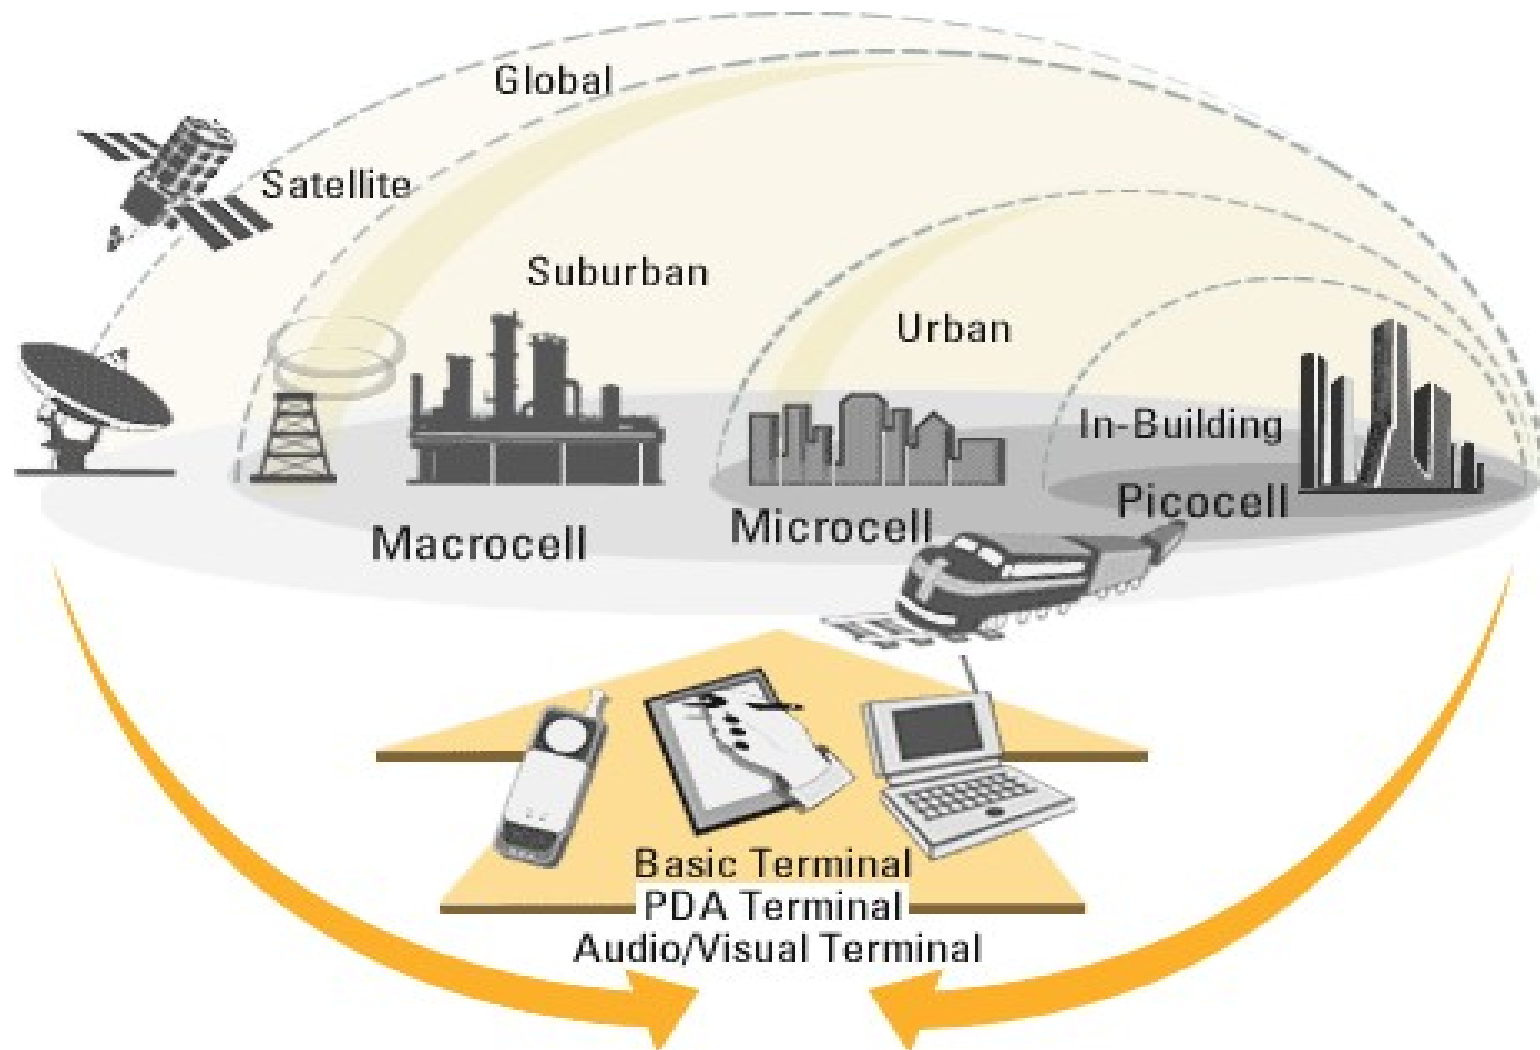 Global
Satellite
Suburban
Urban
In-Building
Picocell
Microcell
Macrocell
Basic Terminal
PDA Terminal
Audio/Visual Terminal